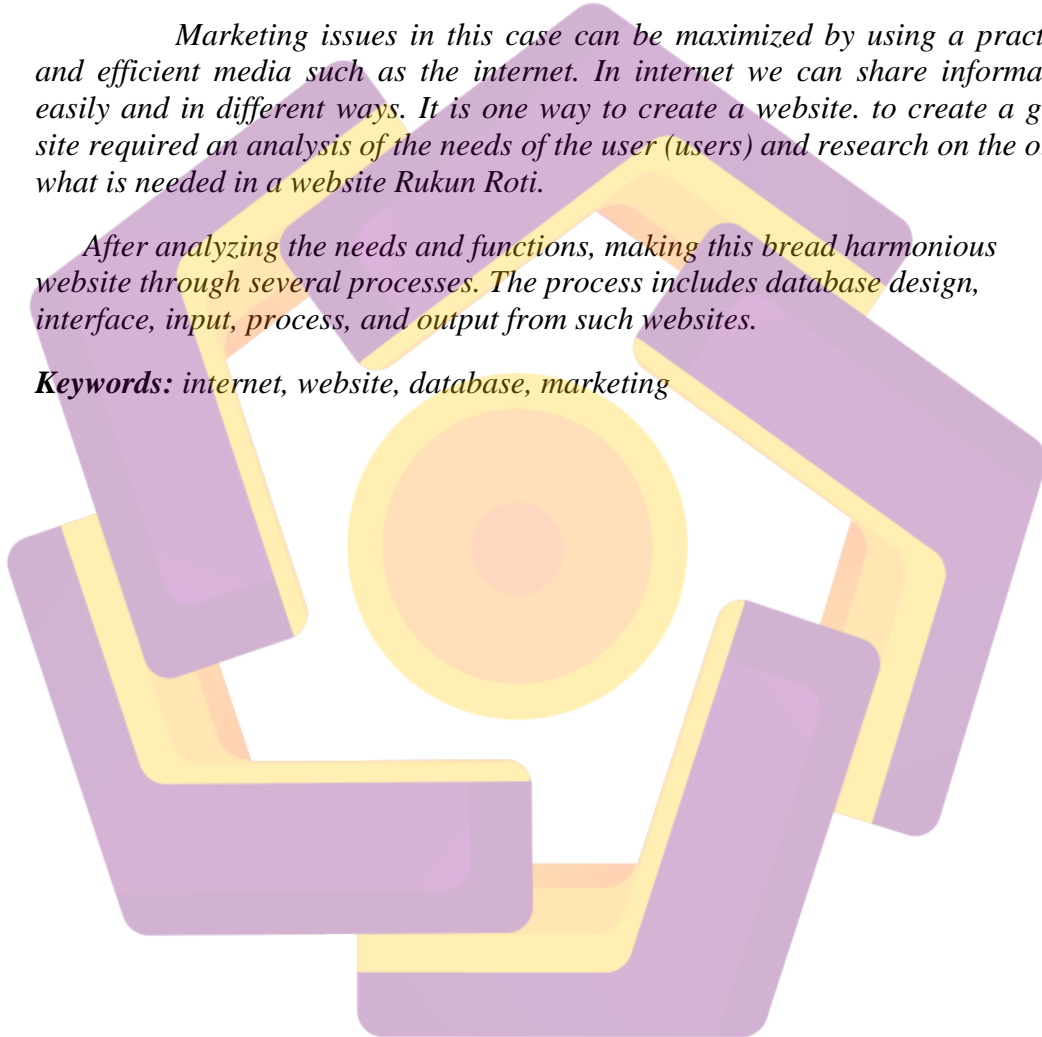 Marketing issues in this case can be maximized by using a pract
and efficient media such as the internet. In internet we can share informa
easily and in different ways. It is one way to create a website. to create a g
site required an analysis of the needs of the user (users) and research on the o
what is needed in a website Rukun Roti.
After analyzing the needs and functions, making this bread harmonious
website through several processes. The process includes database design,
interface, input, process, and output from such websites.
Keywords: internet, website, database, marketing